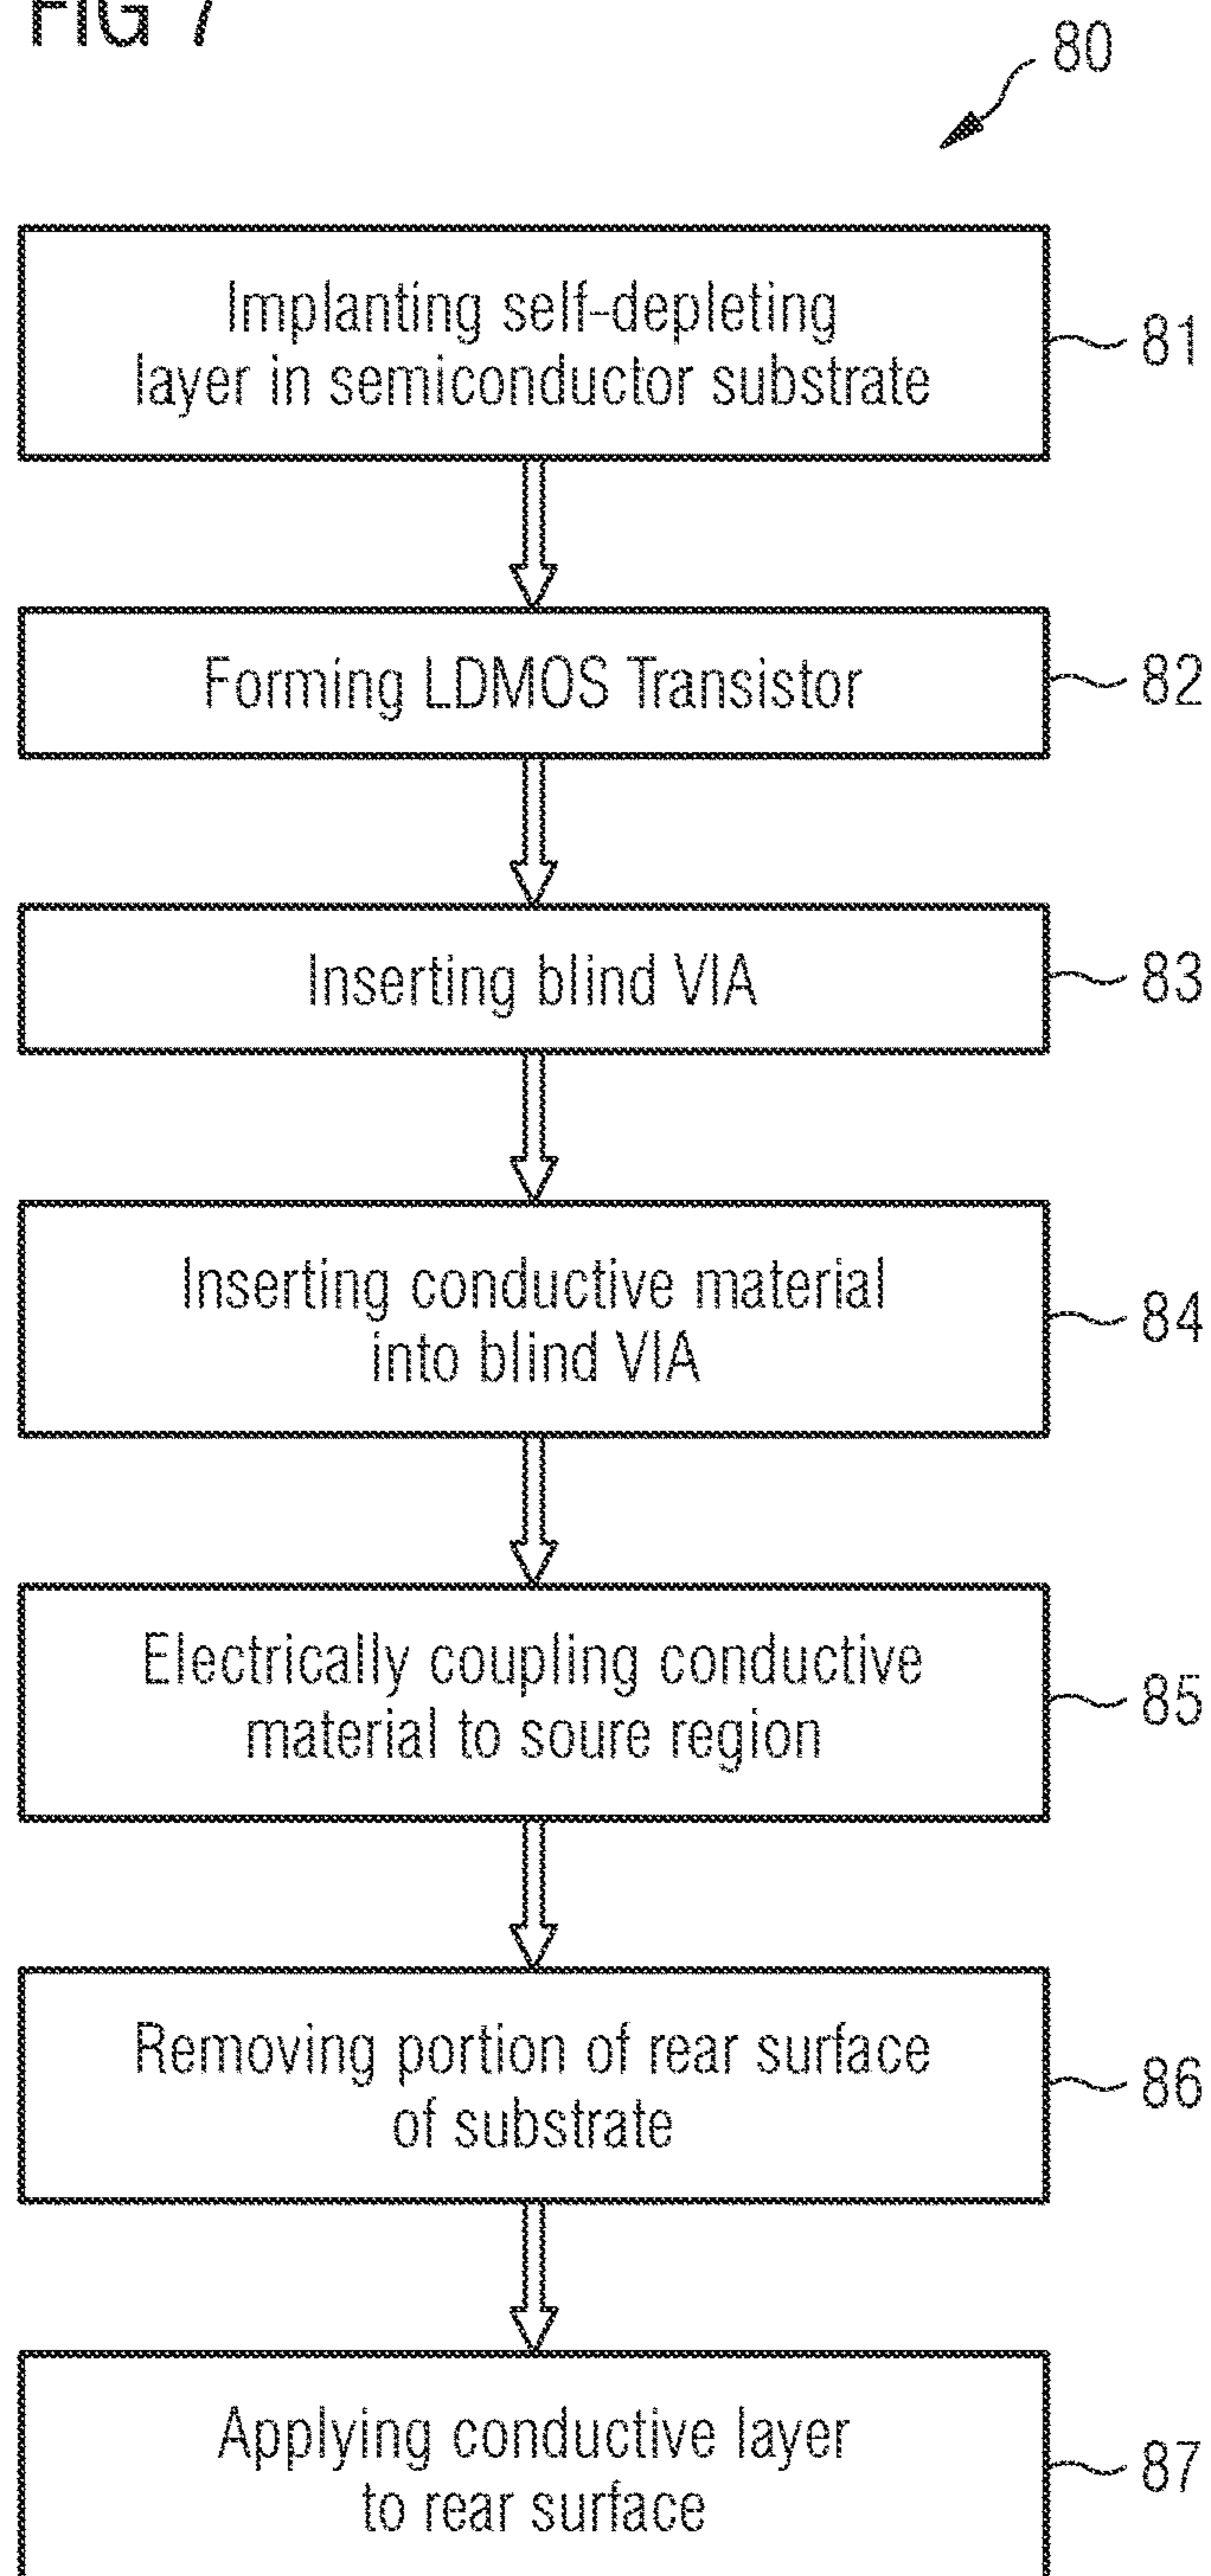 FIG 7
80
Implanting self-depleting
layer in semiconductor substrate
81
Forming LDMOS Transistor
82
Inserting blind VIA
83
Inserting conductive material
into blind VIA
84
Electrically coupling conductive
material to soure region
85
Removing portion of rear surface
of substrate
86
Applying conductive layer
to rear surface
87